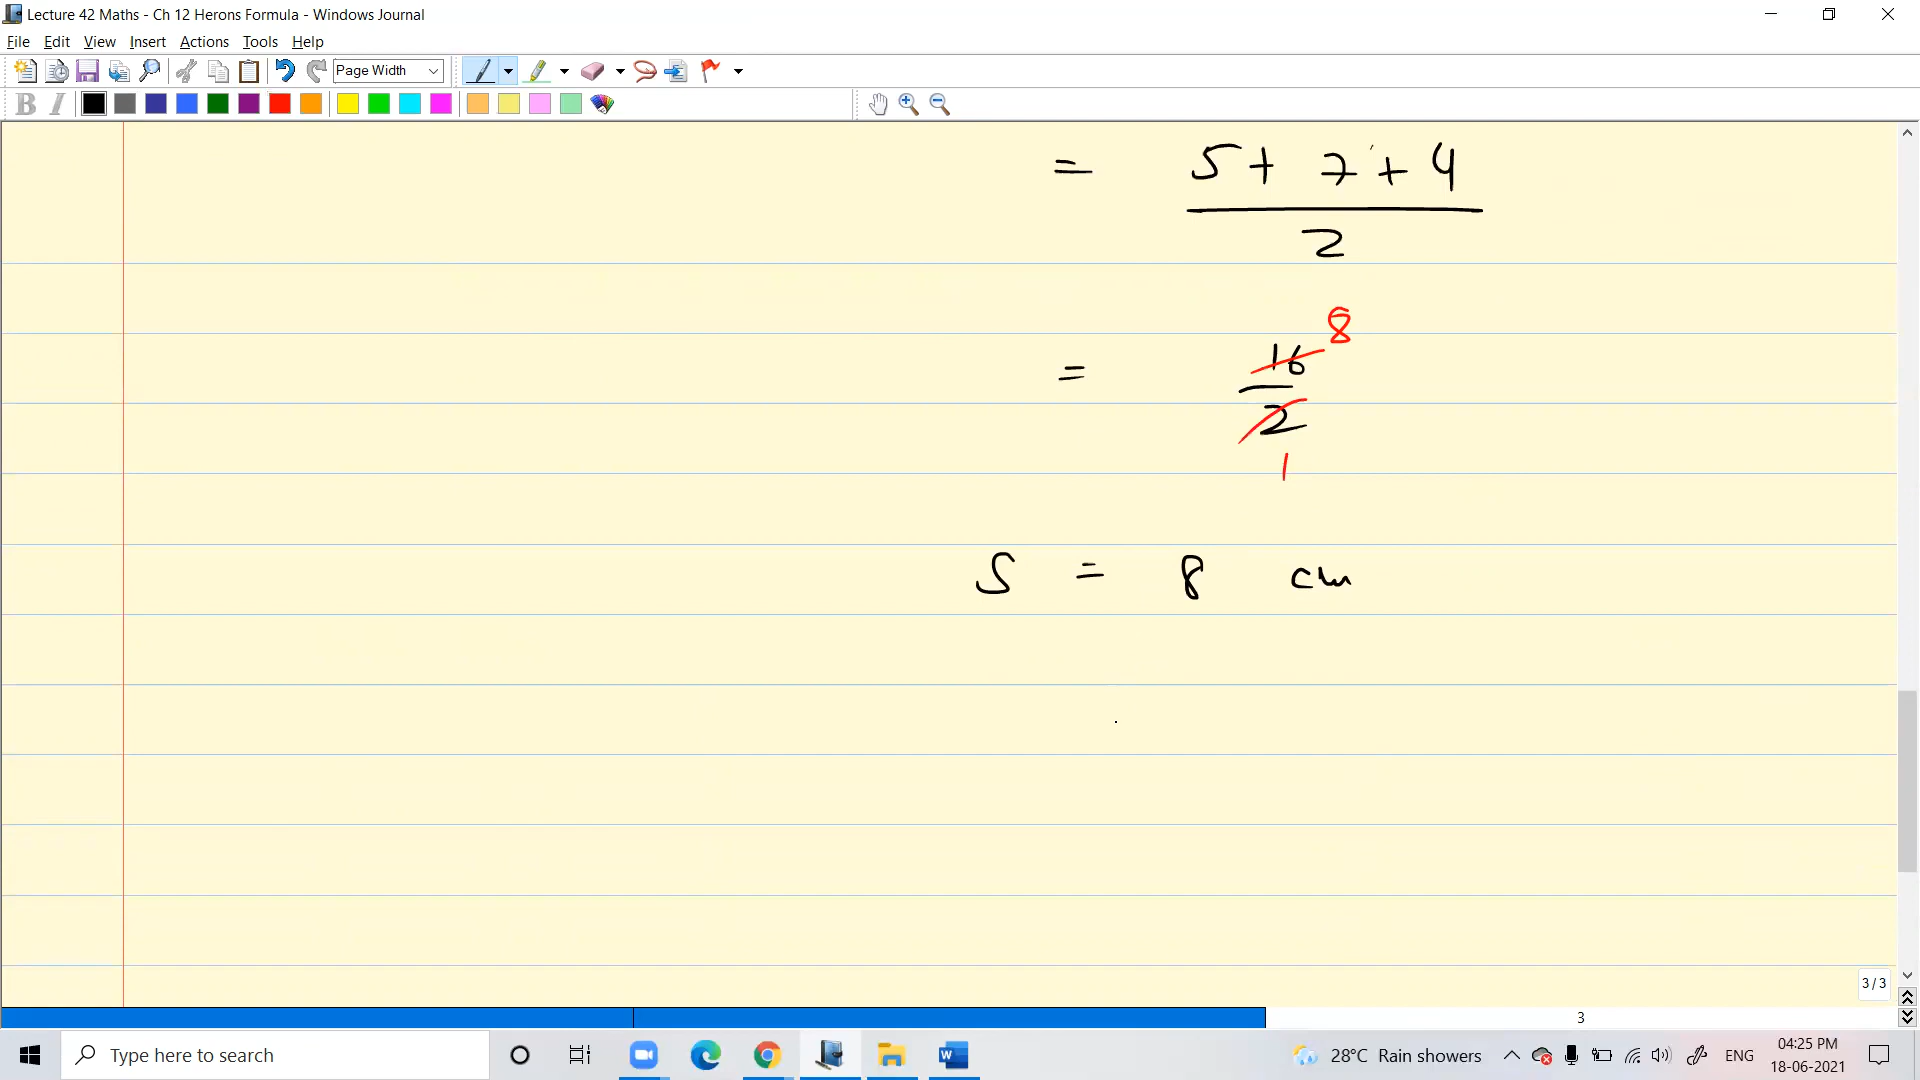 Lecture 42 Maths - Ch 12 Herons Formula - Windows Journal
File Edit View Insert Actions Tools Help
Page Width
B I
= 5 + 7 + 4
2
8
= 16
2
1
S = 8 cm
3 / 3
3
Type here to search
28°C Rain showers
ENG
04:25 PM
18-06-2021